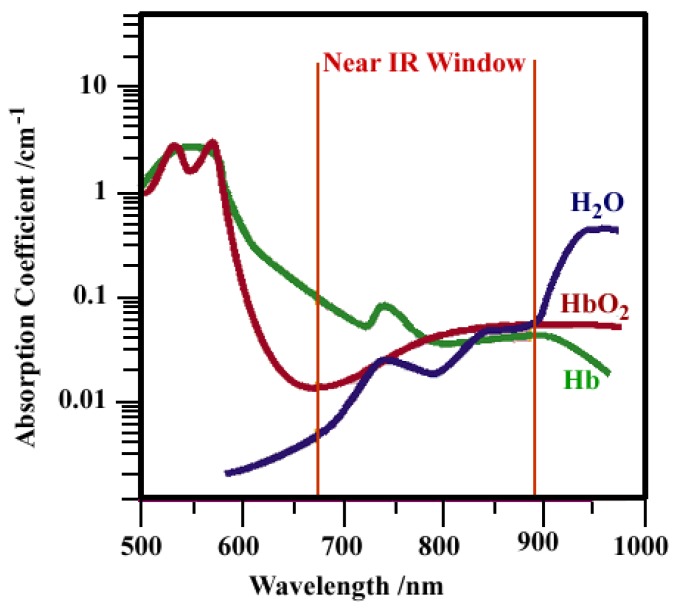 Near IR Window
Absorption Coefficient /cm⁻¹
10
1
0.1
0.01
H₂O
HbO₂
Hb
500 600 700 800 900 1000
Wavelength /nm